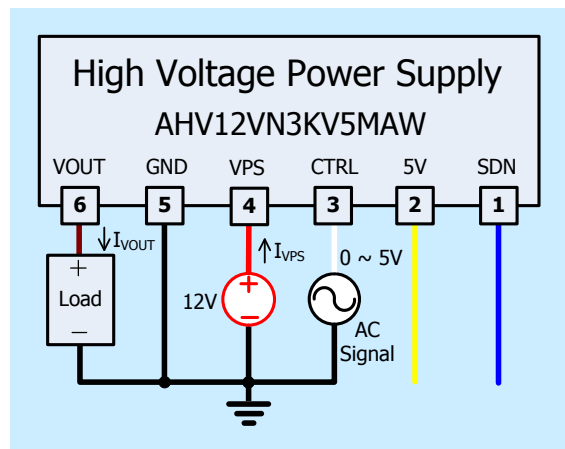 High Voltage Power Supply
AHV12VN3KV5MAW
VOUT GND VPS CTRL 5V SDN
6 5 4 3 2 1
IVOUT IVPS 0 ~ 5V
+ +
Load 12V
− −
AC
Signal